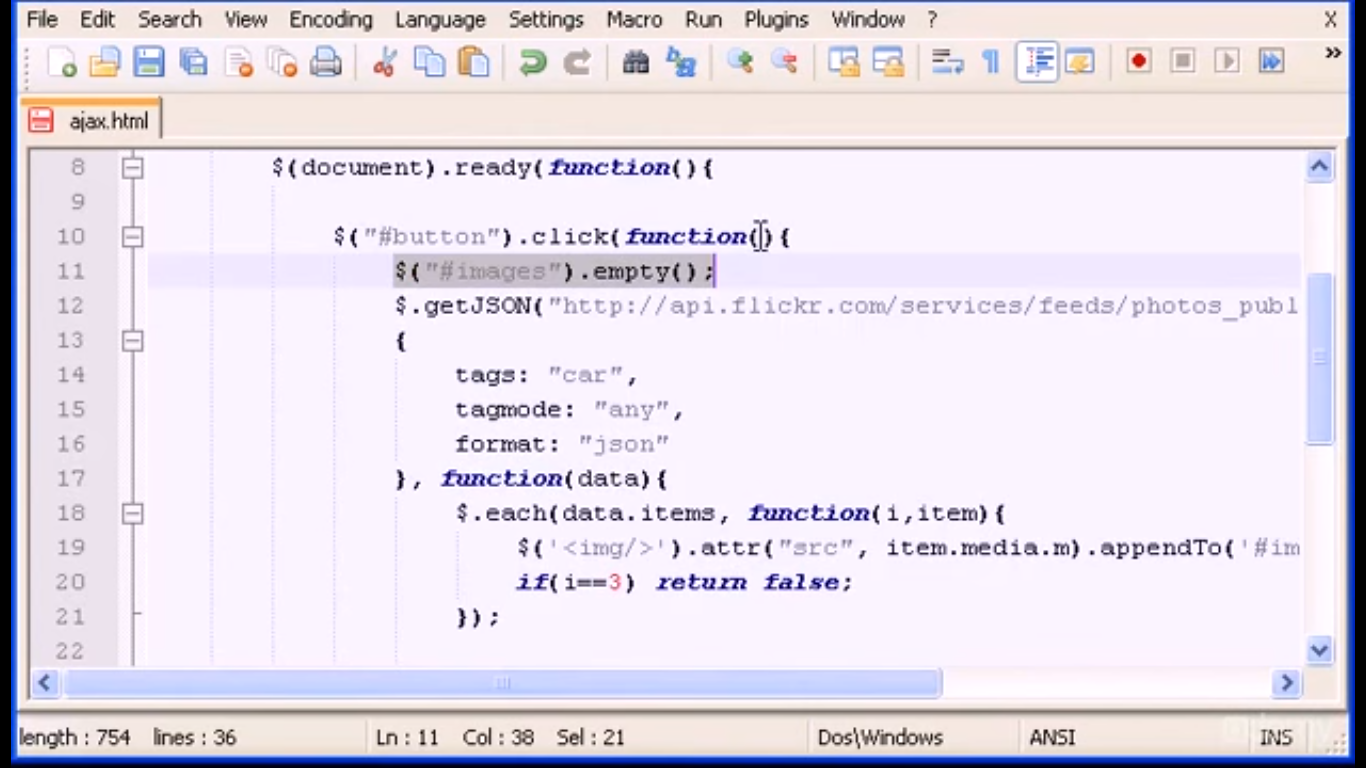 File Edit Search View Encoding Language Settings Macro Run Plugins Window ? X
ajax.html
8 $(document).ready(function(){
9
10 $("#button").click(function(){
11 $("#images").empty();
12 $.getJSON("http://api.flickr.com/services/feeds/photos_publ
13 {
14 tags: "car",
15 tagmode: "any",
16 format: "json"
17 }, function(data){
18 $.each(data.items, function(i,item){
19 $('<img/>').attr("src", item.media.m).appendTo('#im
20 if(i==3) return false;
21 });
22
length : 754 lines : 36 Ln : 11 Col : 38 Sel : 21 Dos\Windows ANSI INS